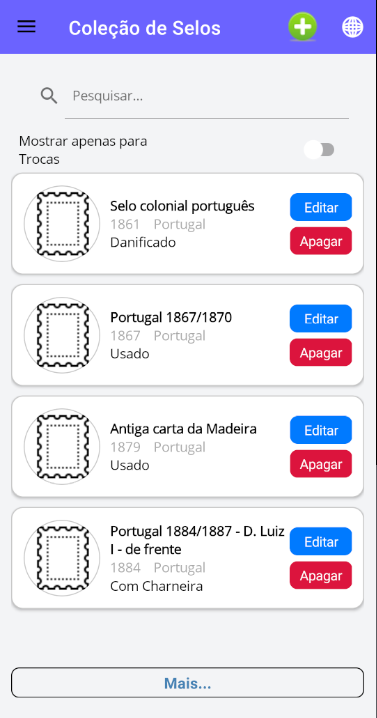 Coleção de Selos
Pesquisar...
Mostrar apenas para
Trocas
Selo colonial português
1861 Portugal
Danificado
Editar
Apagar
Portugal 1867/1870
1867 Portugal
Usado
Editar
Apagar
Antiga carta da Madeira
1879 Portugal
Usado
Editar
Apagar
Portugal 1884/1887 - D. Luiz
I - de frente
1884 Portugal
Com Charneira
Editar
Apagar
Mais...